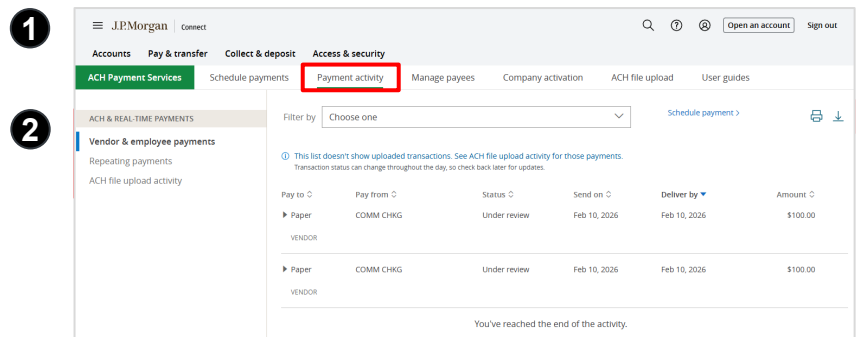 1
J.P.Morgan | Connect
Open an account
Sign out
Accounts Pay & transfer Collect & deposit Access & security
ACH Payment Services Schedule payments Payment activity Manage payees Company activation ACH file upload User guides
2
ACH & REAL-TIME PAYMENTS
Vendor & employee payments
Repeating payments
ACH file upload activity
Filter by Choose one
Schedule payment >
This list doesn't show uploaded transactions. See ACH file upload activity for those payments.
Transaction status can change throughout the day, so check back later for updates.
Pay to Pay from Status Send on Deliver by Amount
Paper COMM CHKG Under review Feb 10, 2026 Feb 10, 2026 $100.00
VENDOR
Paper COMM CHKG Under review Feb 10, 2026 Feb 10, 2026 $100.00
VENDOR
You've reached the end of the activity.